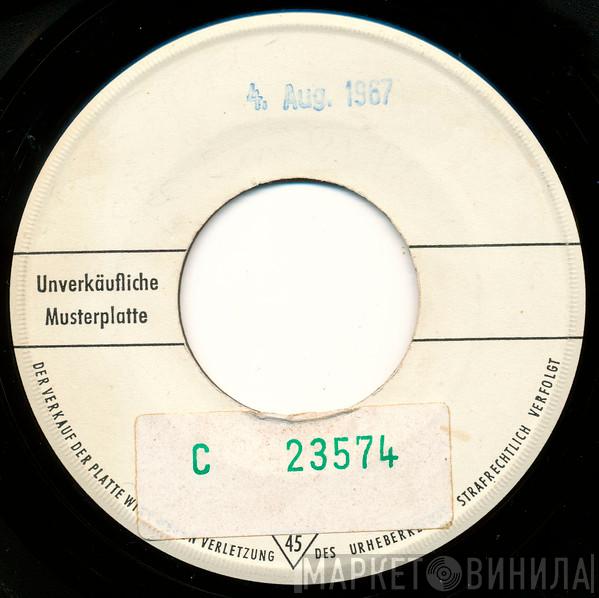 4. Aug. 1967
Unverkäufliche
Musterplatte
C 23574
DER VERKAUF DER PLATTE WI
N VERLETZUNG DES URHEBERR
STRAFRECHTLICH VERFOLGT
45
МАРКЕТ ВИНИЛА